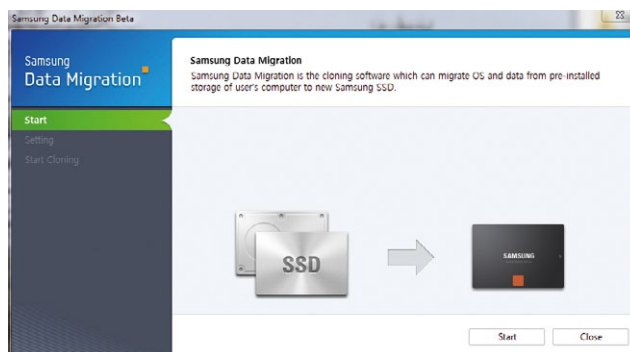 Samsung Data Migration Beta
Samsung
Data Migration
Samsung Data Migration
Samsung Data Migration is the cloning software which can migrate OS and data from pre-installed
storage of user's computer to new Samsung SSD.
Start
Setting
Start Cloning
SSD
SAMSUNG
Start
Close